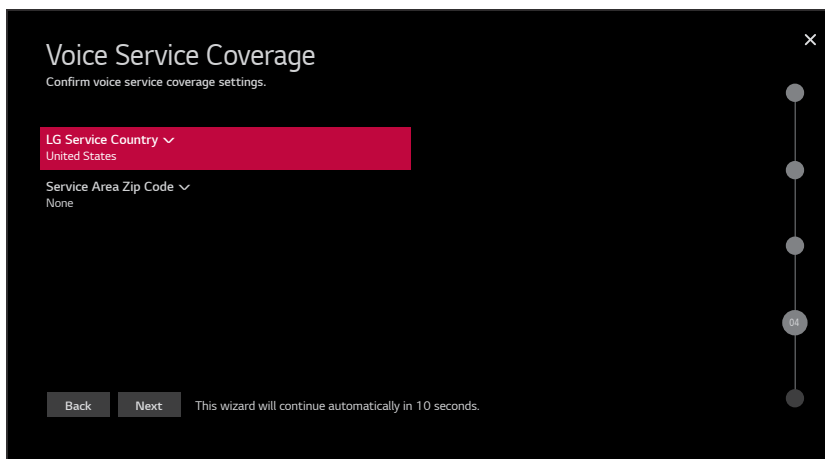 Voice Service Coverage
Confirm voice service coverage settings.
LG Service Country
United States
Service Area Zip Code
None
04
Back
Next
This wizard will continue automatically in 10 seconds.